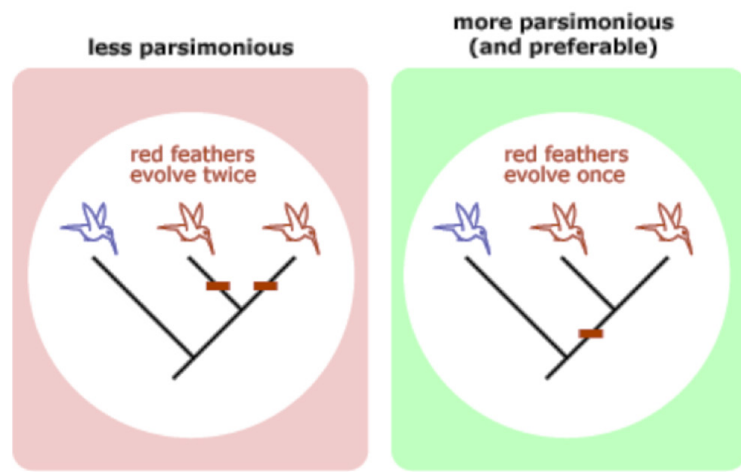 less parsimonious
more parsimonious
(and preferable)
red feathers
evolve twice
red feathers
evolve once